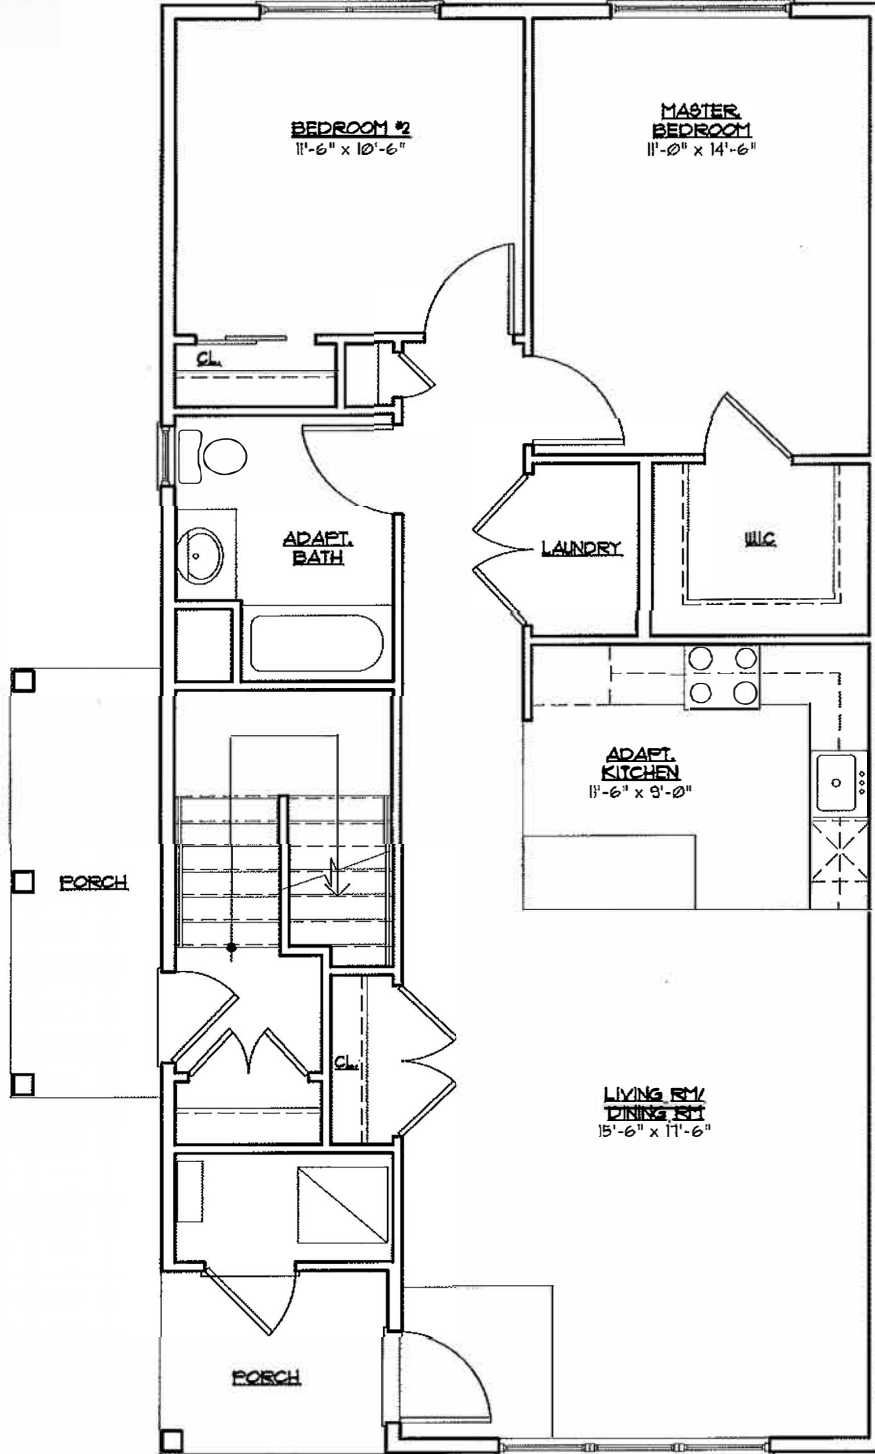 BEDROOM #2
11'-6" x 10'-6"
MASTER
BEDROOM
11'-0" x 14'-6"
CL.
ADAPT.
BATH
LAUNDRY
W.I.C
ADAPT.
KITCHEN
11'-6" x 9'-0"
PORCH
CL.
LIVING RM/
DINING RM
15'-6" x 17'-6"
PORCH